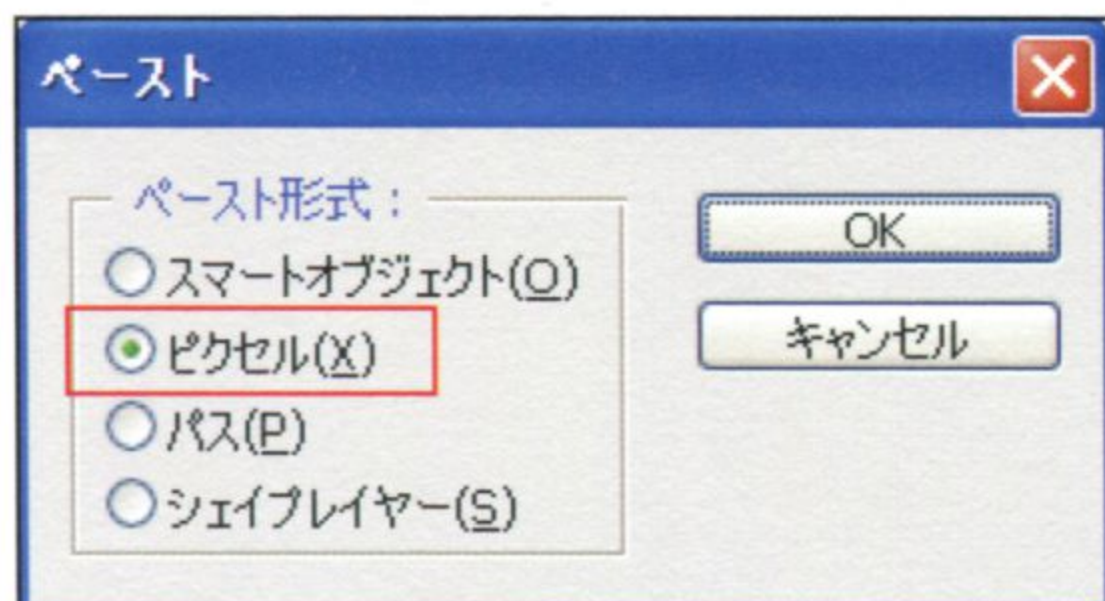 ペースト
ペースト形式：
スマートオブジェクト(O)
ピクセル(X)
パス(P)
シェイプレイヤー(S)
OK
キャンセル